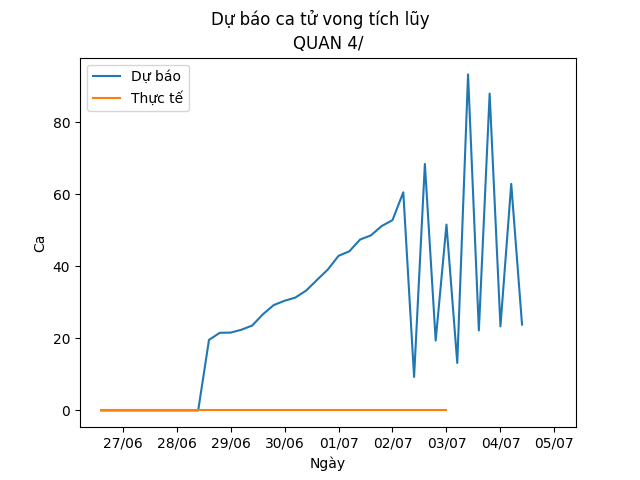 Dự báo ca tử vong tích lũy
QUAN 4/
Dự báo
Thực tế
Ca
80
60
40
20
0
27/06 28/06 29/06 30/06 01/07 02/07 03/07 04/07 05/07
Ngày